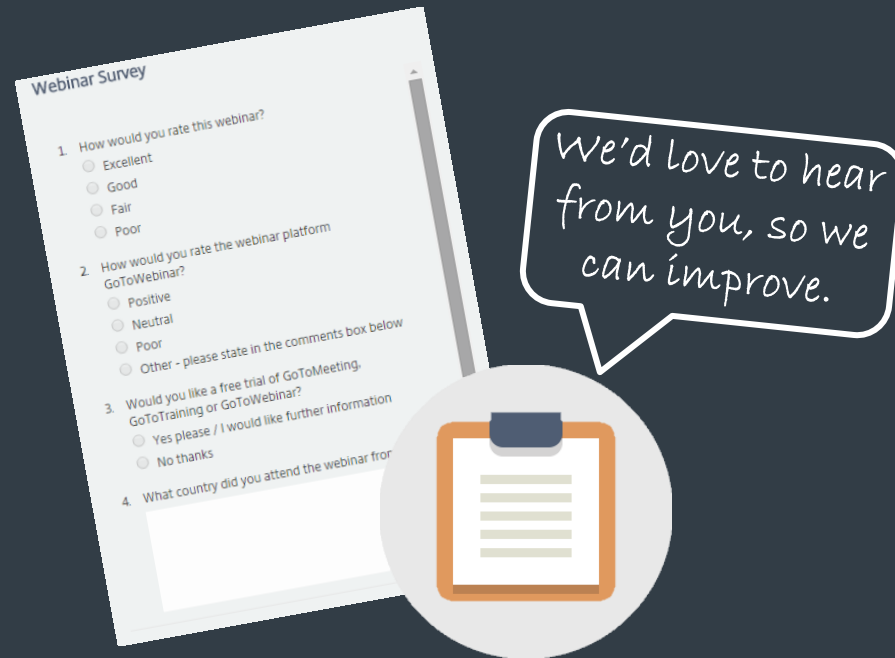 Webinar Survey
1. How would you rate this webinar?
Excellent
Good
Fair
Poor
2. How would you rate the webinar platform
GoToWebinar?
Positive
Neutral
Poor
Other - please state in the comments box below
3. Would you like a free trial of GoToMeeting,
GoToTraining or GoToWebinar?
Yes please / I would like further information
No thanks
4. What country did you attend the webinar
We'd love to hear
from you, so we
can improve.